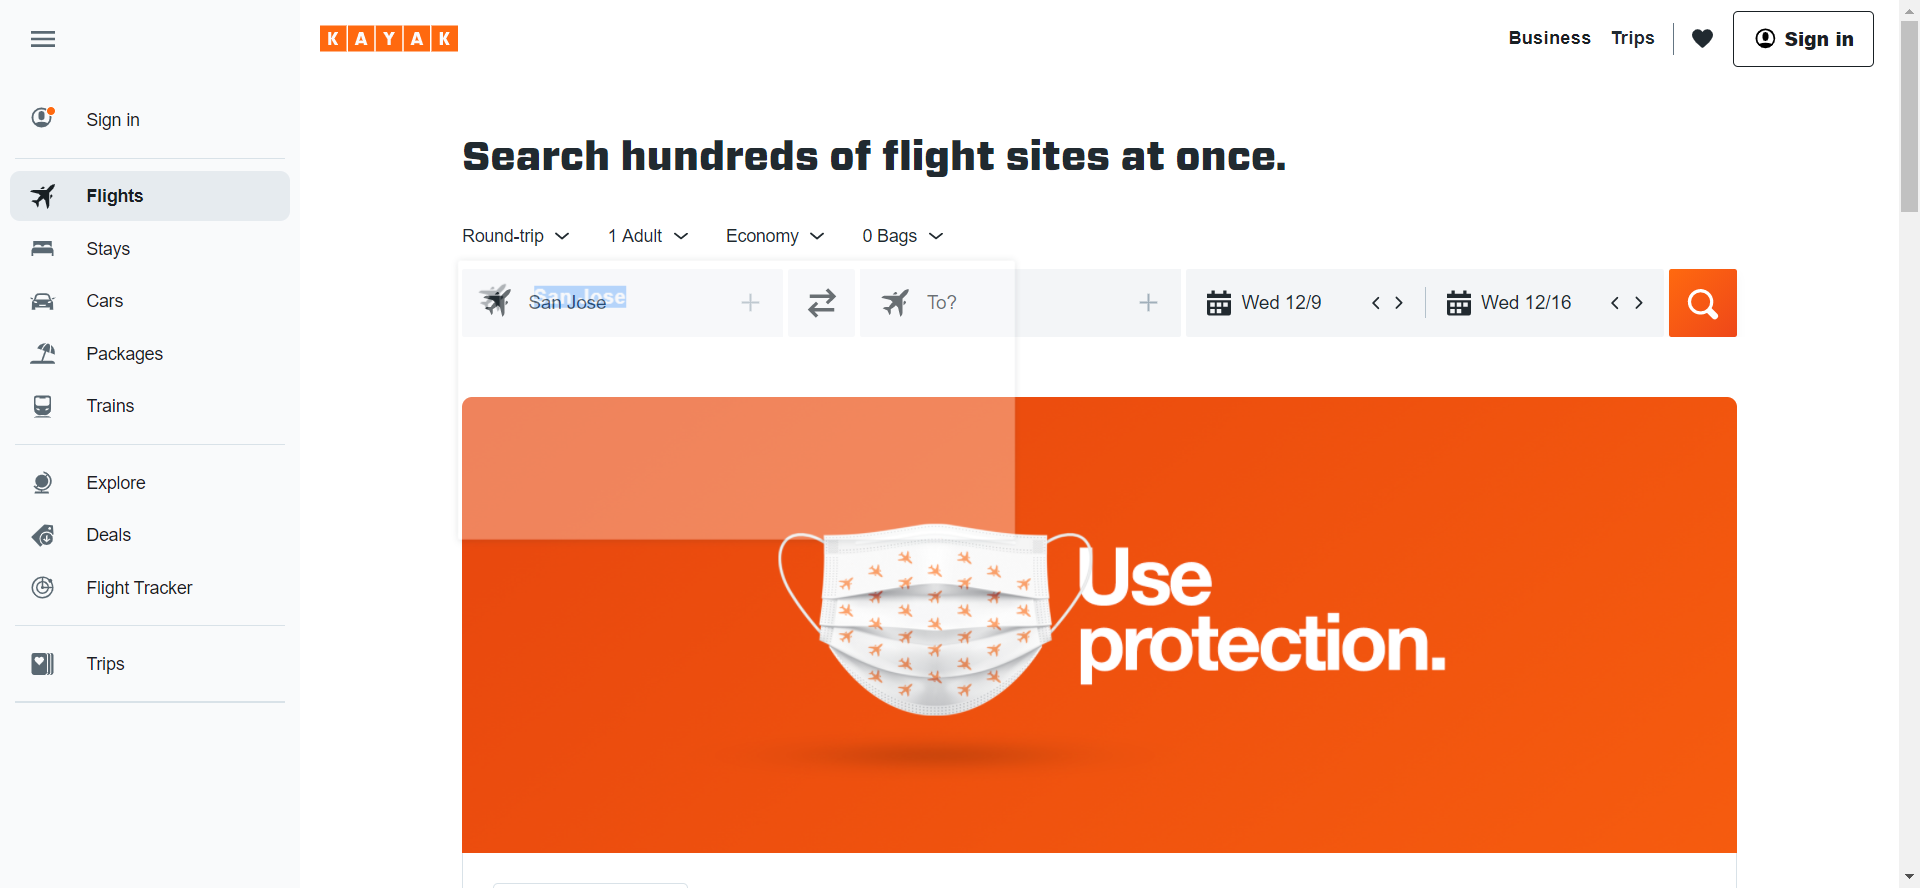 KAYAK
Business
Trips
Sign in
Sign in
Flights
Stays
Cars
Packages
Trains
Explore
Deals
Flight Tracker
Trips
Search hundreds of flight sites at once.
Round-trip
1 Adult
Economy
0 Bags
San Jose
San Jose
To?
Wed 12/9
Wed 12/16
Use
protection.